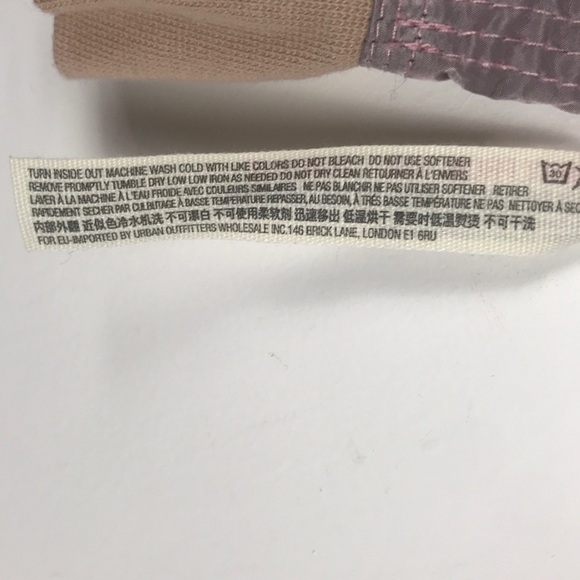 TURN INSIDE OUT MACHINE WASH COLD WITH LIKE COLORS DO NOT BLEACH DO NOT USE SOFTENER
REMOVE PROMPTLY TUMBLE DRY LOW LOW IRON AS NEEDED DO NOT DRY CLEAN RETOURNER À L'ENVERS
LAVER À LA MACHINE À L'EAU FROIDE AVEC COULEURS SIMILAIRES NE PAS BLANCHIR NE PAS UTILISER SOFTENER RETIRER
RAPIDEMENT SECHER PAR CULBUTAGE À BASSE TEMPÉRATURE REPASSER, AU BESOIN, À TRÈS BASSE TEMPÉRATURE NE PAS NETTOYER À SEC
内部外翻 近似色冷水机洗 不可漂白 不可使用柔软剂 迅速移出 低温烘干 需要时低温熨烫 不可干洗
FOR EU-IMPORTED BY URBAN OUTFITTERS WHOLESALE INC.146 BRICK LANE, LONDON E1 6RU
30